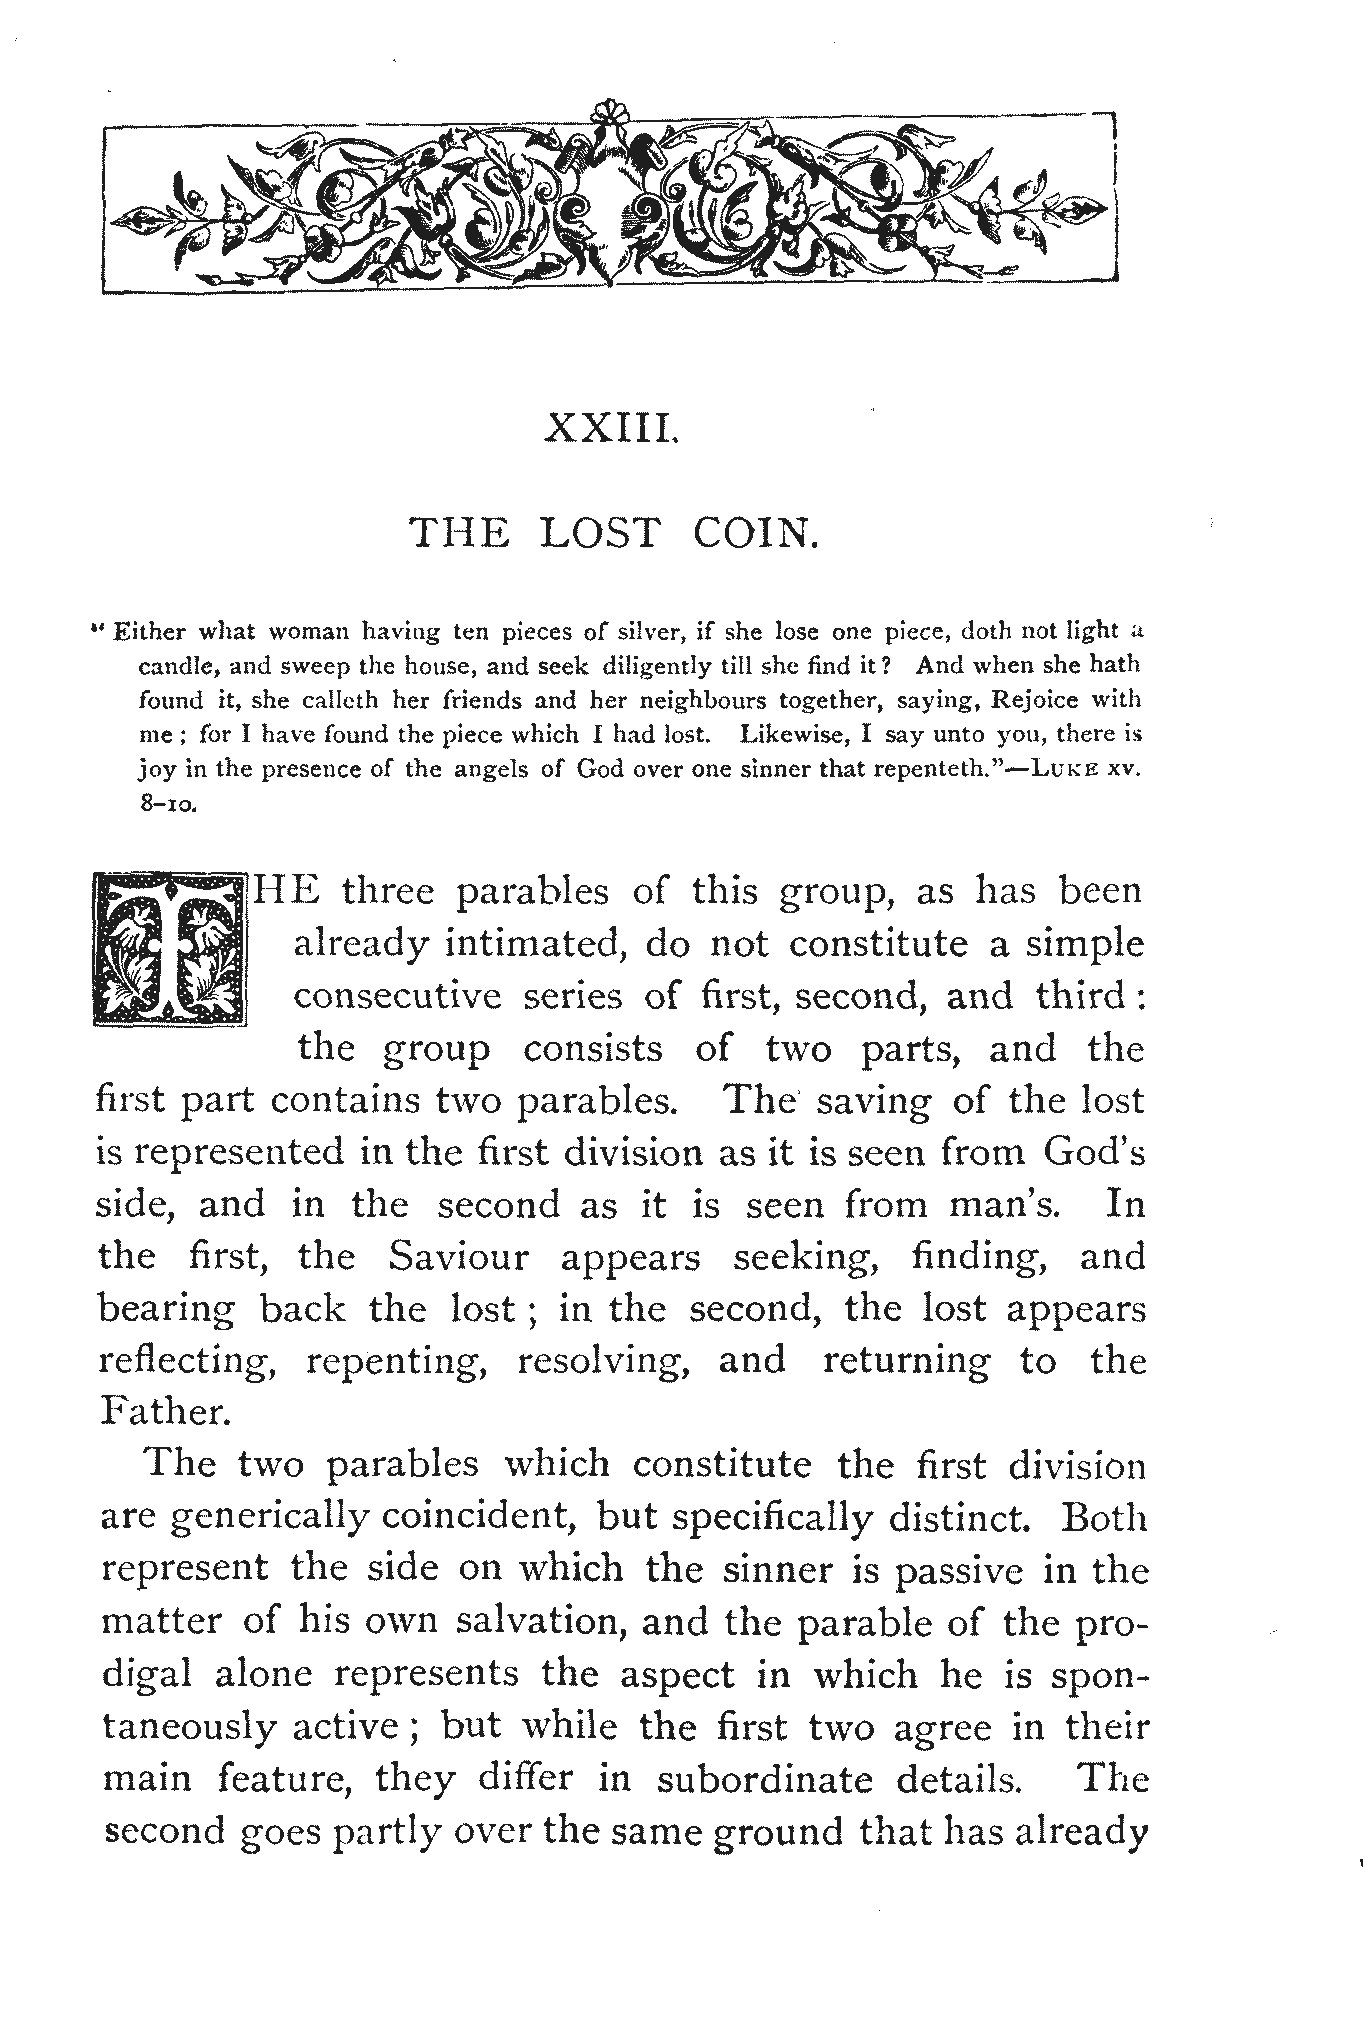 XXIII.
THE LOST COIN.
“ Either what woman having ten pieces of silver, if she lose one piece, doth not light a
candle, and sweep the house, and seek diligently till she find it ? And when she hath
found it, she calleth her friends and her neighbours together, saying, Rejoice with
me ; for I have found the piece which I had lost. Likewise, I say unto you, there is
joy in the presence of the angels of God over one sinner that repenteth.”—LUKE xv.
8–10.
THE three parables of this group, as has been
already intimated, do not constitute a simple
consecutive series of first, second, and third :
the group consists of two parts, and the
first part contains two parables. The saving of the lost
is represented in the first division as it is seen from God’s
side, and in the second as it is seen from man’s. In
the first, the Saviour appears seeking, finding, and
bearing back the lost ; in the second, the lost appears
reflecting, repenting, resolving, and returning to the
Father.
The two parables which constitute the first division
are generically coincident, but specifically distinct. Both
represent the side on which the sinner is passive in the
matter of his own salvation, and the parable of the pro-
digal alone represents the aspect in which he is spon-
taneously active ; but while the first two agree in their
main feature, they differ in subordinate details. The
second goes partly over the same ground that has already